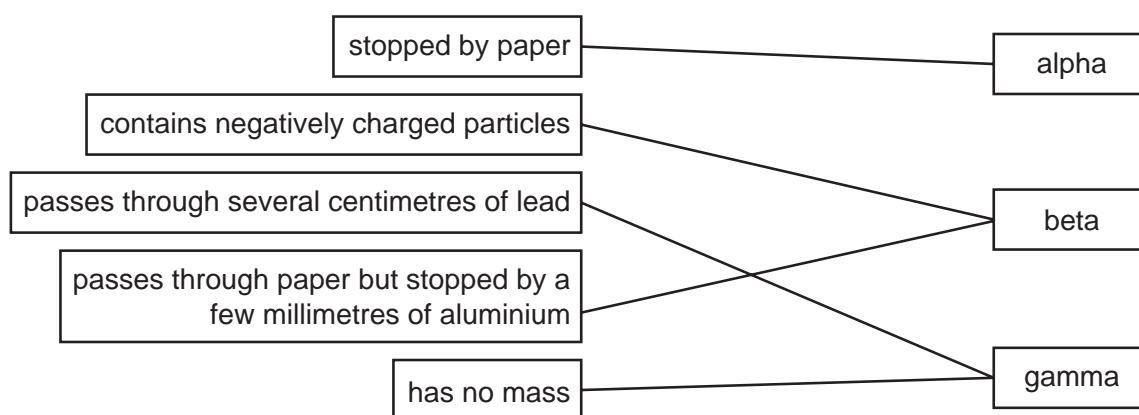 stopped by paper
alpha
contains negatively charged particles
passes through several centimetres of lead
beta
passes through paper but stopped by a
few millimetres of aluminium
gamma
has no mass